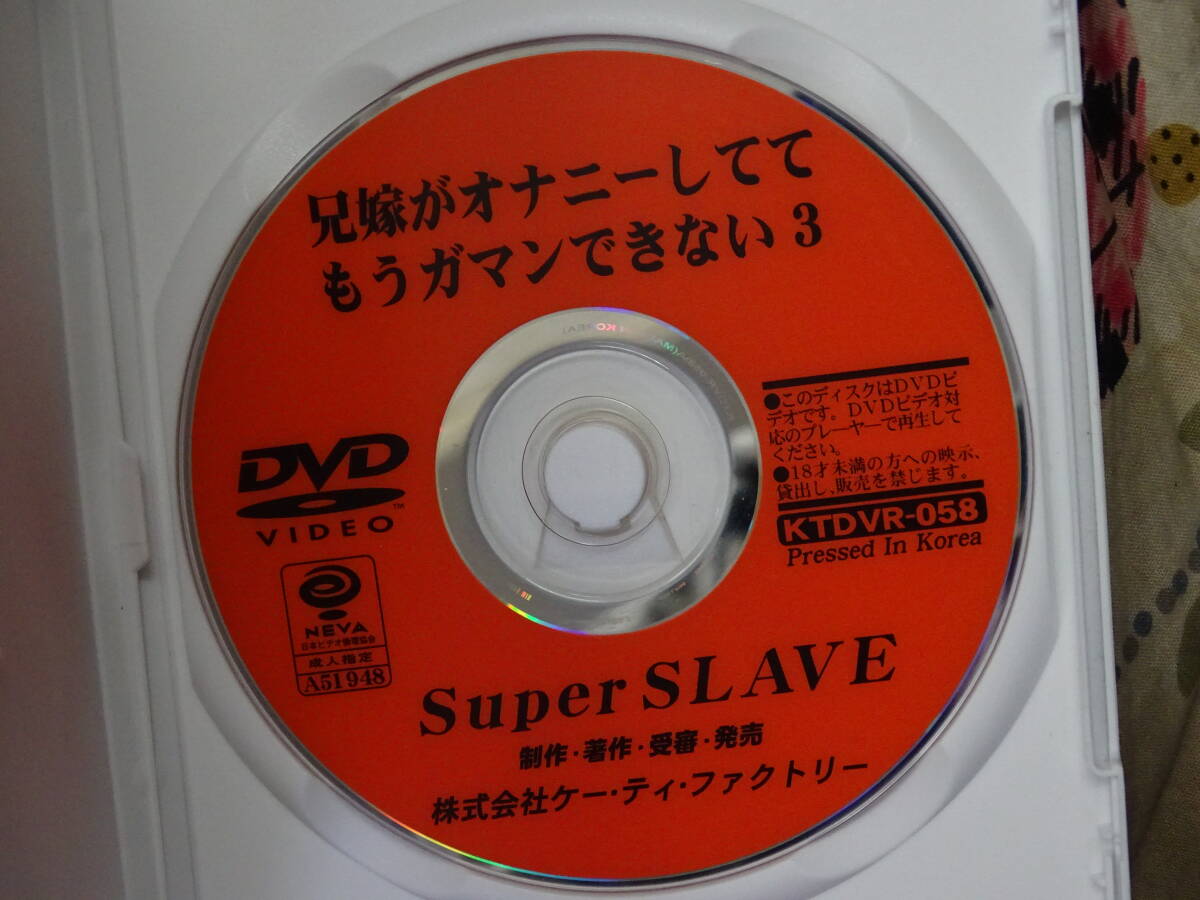 兄嫁がオナニーしてて
もうガマンできない 3
DVD
VIDEO
TM
NEVA
日本ビデオ倫理協会
成人指定
A51948
●このディスクはDVDビ
デオです。DVDビデオ対
応のプレーヤーで再生して
ください。
●18才未満の方への映示、
貸出し、販売を禁じます。
KTDVR-058
Pressed In Korea
Super SLAVE
制作・著作・受審・発売
株式会社ケー・ティ・ファクトリー